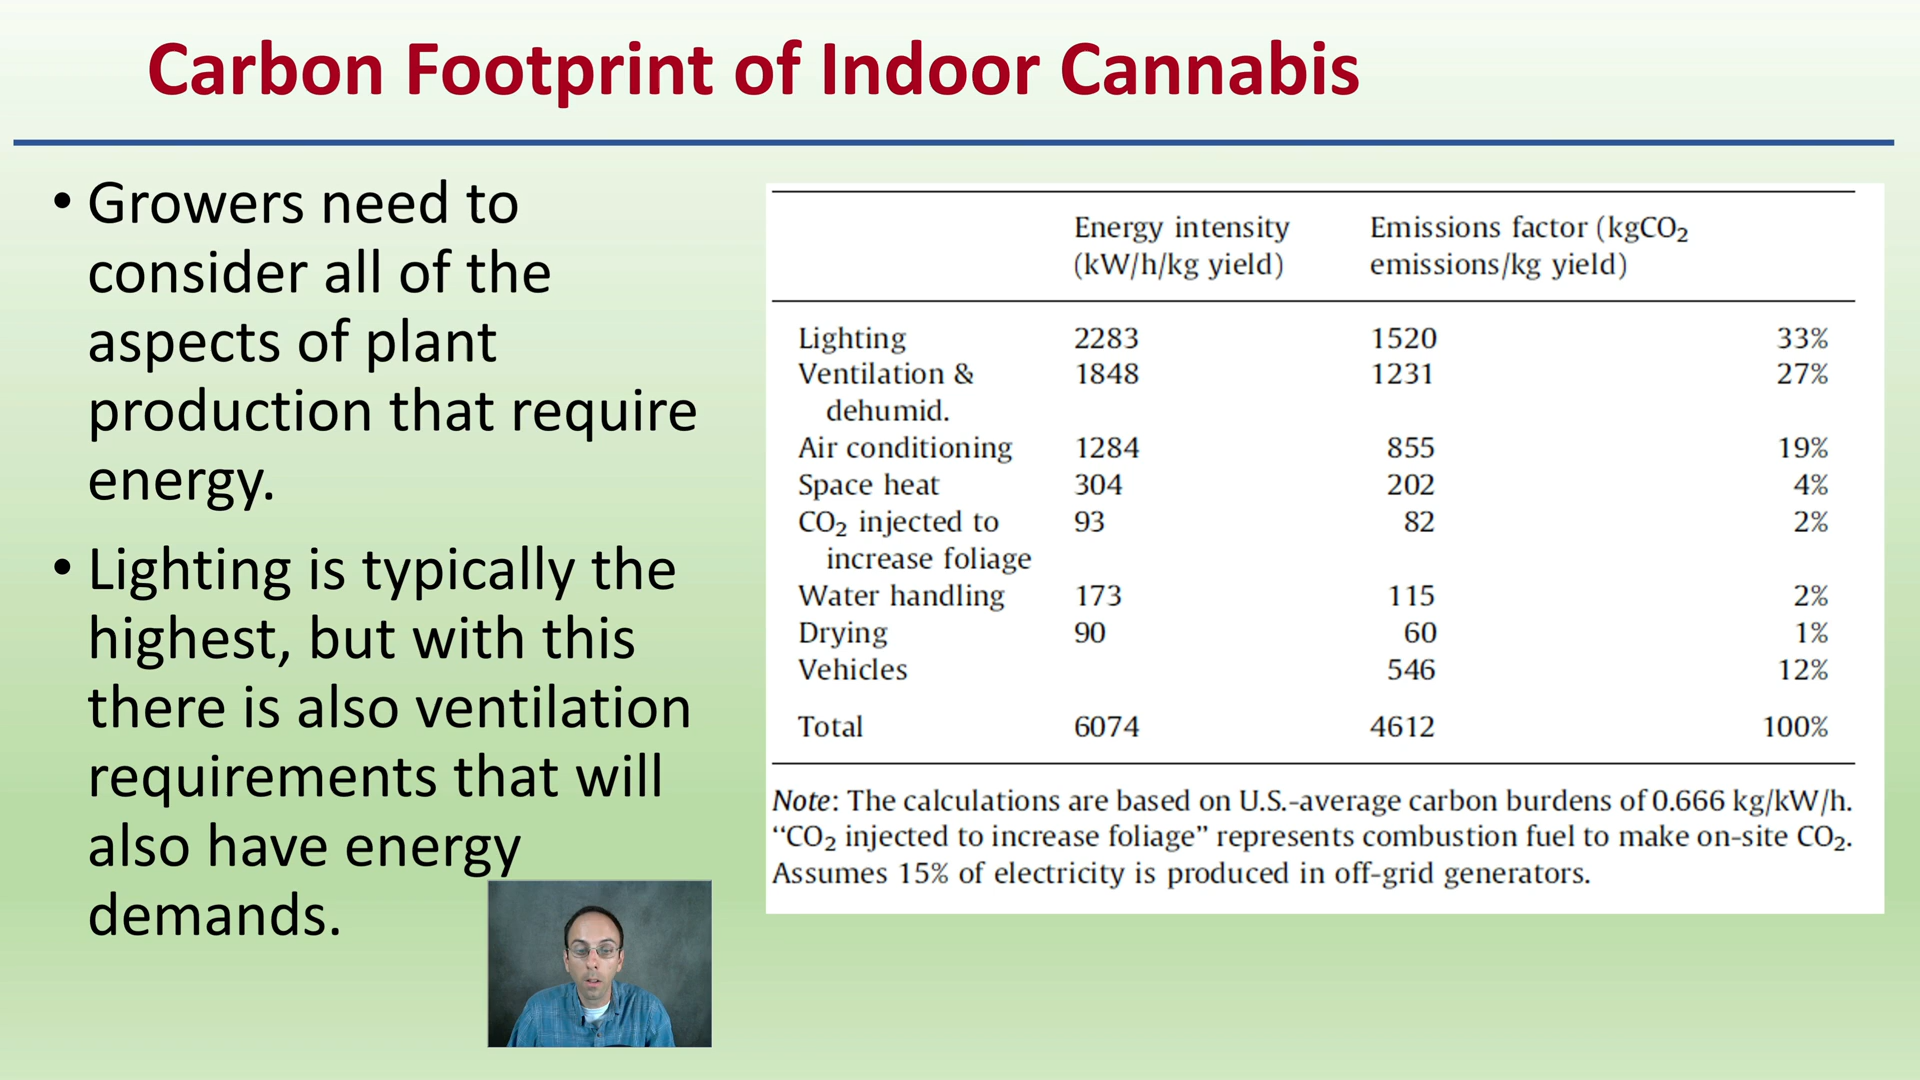 Carbon Footprint of Indoor Cannabis
• Growers need to
consider all of the
aspects of plant
production that require
energy.
• Lighting is typically the
highest, but with this
there is also ventilation
requirements that will
also have energy
demands.
Energy intensity Emissions factor (kgCO₂
(kW/h/kg yield) emissions/kg yield)
Lighting 2283 1520 33%
Ventilation & 1848 1231 27%
dehumid.
Air conditioning 1284 855 19%
Space heat 304 202 4%
CO₂ injected to 93 82 2%
increase foliage
Water handling 173 115 2%
Drying 90 60 1%
Vehicles 546 12%
Total 6074 4612 100%
Note: The calculations are based on U.S.-average carbon burdens of 0.666 kg/kW/h.
“CO₂ injected to increase foliage” represents combustion fuel to make on-site CO₂.
Assumes 15% of electricity is produced in off-grid generators.